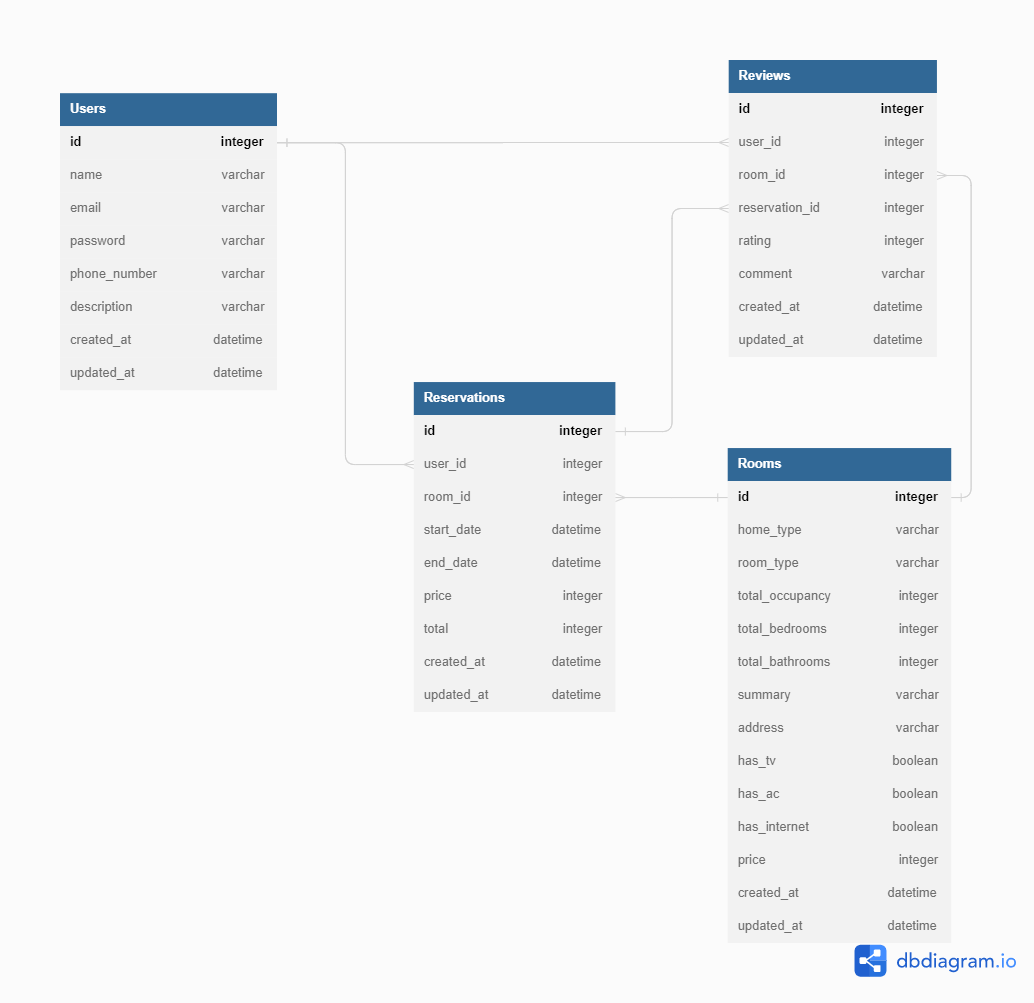 Users
id integer
name varchar
email varchar
password varchar
phone_number varchar
description varchar
created_at datetime
updated_at datetime
Reviews
id integer
user_id integer
room_id integer
reservation_id integer
rating integer
comment varchar
created_at datetime
updated_at datetime
Reservations
id integer
user_id integer
room_id integer
start_date datetime
end_date datetime
price integer
total integer
created_at datetime
updated_at datetime
Rooms
id integer
home_type varchar
room_type varchar
total_occupancy integer
total_bedrooms integer
total_bathrooms integer
summary varchar
address varchar
has_tv boolean
has_ac boolean
has_internet boolean
price integer
created_at datetime
updated_at datetime
dbdiagram.io